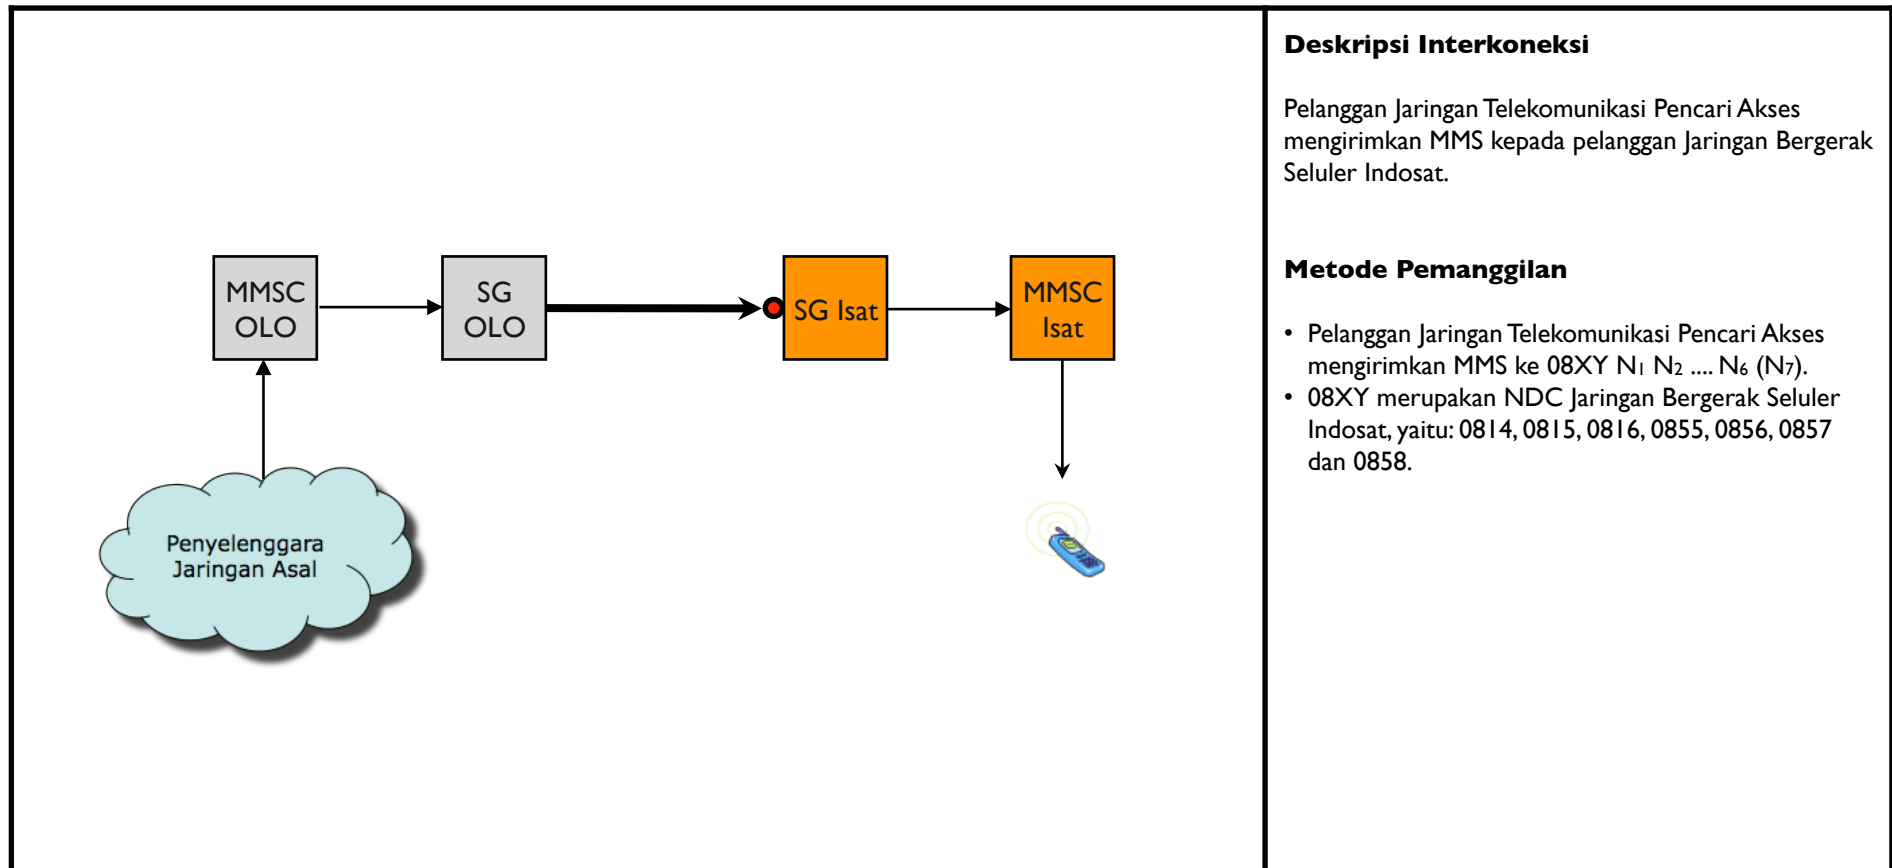 MMSC
OLO
SG
OLO
SG Isat
MMSC
Isat
Penyelenggara
Jaringan Asal
Deskripsi Interkoneksi
Pelanggan Jaringan Telekomunikasi Pencari Akses
mengirimkan MMS kepada pelanggan Jaringan Bergerak
Seluler Indosat.
Metode Pemanggilan
• Pelanggan Jaringan Telekomunikasi Pencari Akses
mengirimkan MMS ke 08XY N₁ N₂ .... N₆ (N₇).
• 08XY merupakan NDC Jaringan Bergerak Seluler
Indosat, yaitu: 0814, 0815, 0816, 0855, 0856, 0857
dan 0858.